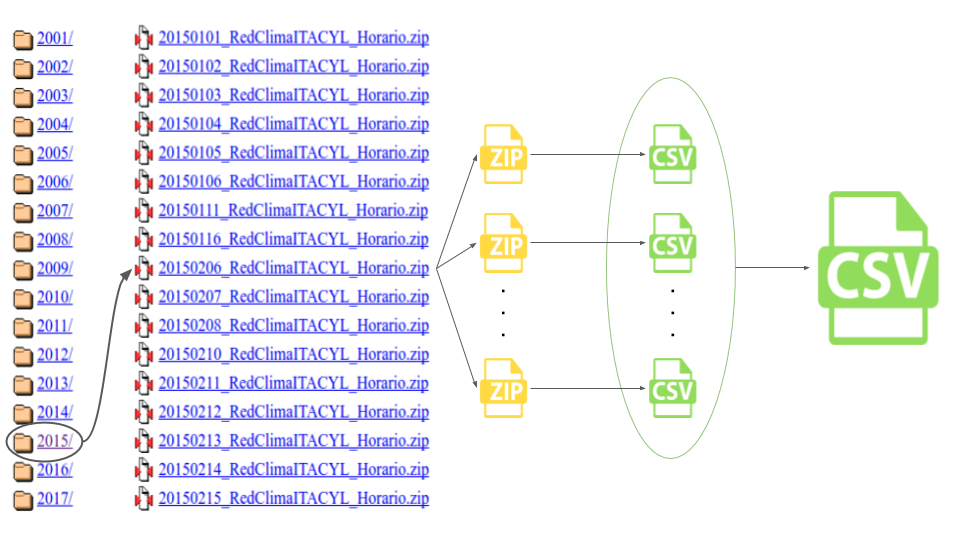 2001/
2002/
2003/
2004/
2005/
2006/
2007/
2008/
2009/
2010/
2011/
2012/
2013/
2014/
2015/
2016/
2017/
20150101_RedClimaITACYL_Horario.zip
20150102_RedClimaITACYL_Horario.zip
20150103_RedClimaITACYL_Horario.zip
20150104_RedClimaITACYL_Horario.zip
20150105_RedClimaITACYL_Horario.zip
20150106_RedClimaITACYL_Horario.zip
20150111_RedClimaITACYL_Horario.zip
20150116_RedClimaITACYL_Horario.zip
20150206_RedClimaITACYL_Horario.zip
20150207_RedClimaITACYL_Horario.zip
20150208_RedClimaITACYL_Horario.zip
20150210_RedClimaITACYL_Horario.zip
20150211_RedClimaITACYL_Horario.zip
20150212_RedClimaITACYL_Horario.zip
20150213_RedClimaITACYL_Horario.zip
20150214_RedClimaITACYL_Horario.zip
20150215_RedClimaITACYL_Horario.zip
ZIP
ZIP
ZIP
CSV
CSV
CSV
CSV